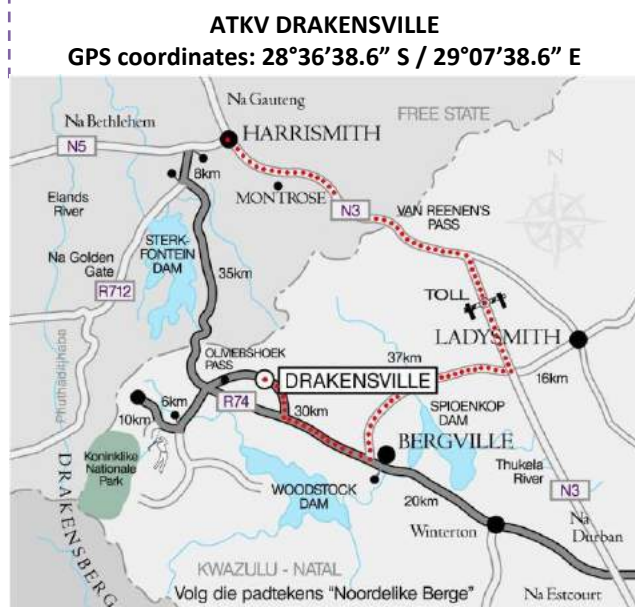 ATKV DRAKENSVILLE
GPS coordinates: 28°36’38.6” S / 29°07’38.6” E
Na Gauteng
FREE STATE
Na Bethlehem
HARRISMITH
N5
8km
N
Elands
River
MONTROSE
N3
VAN REENEN'S
PASS
STERK-
FONTEIN
DAM
Na Golden
Gate
35km
R712
TOLL
LADYSMITH
Phuthaditjhaba
OLIVIERSHOEK
PASS
37km
DRAKENSVILLE
16km
6km
R74
30km
SPIOENKOP
DAM
10km
BERGVILLE
Koninklike
Nationale
Park
Thukela
River
WOODSTOCK
DAM
20km
N3
DRAKENSBERG
Winterton
Na
Durban
KWAZULU - NATAL
Volg die padtekens "Noordelike Berge"
Na Estcourt